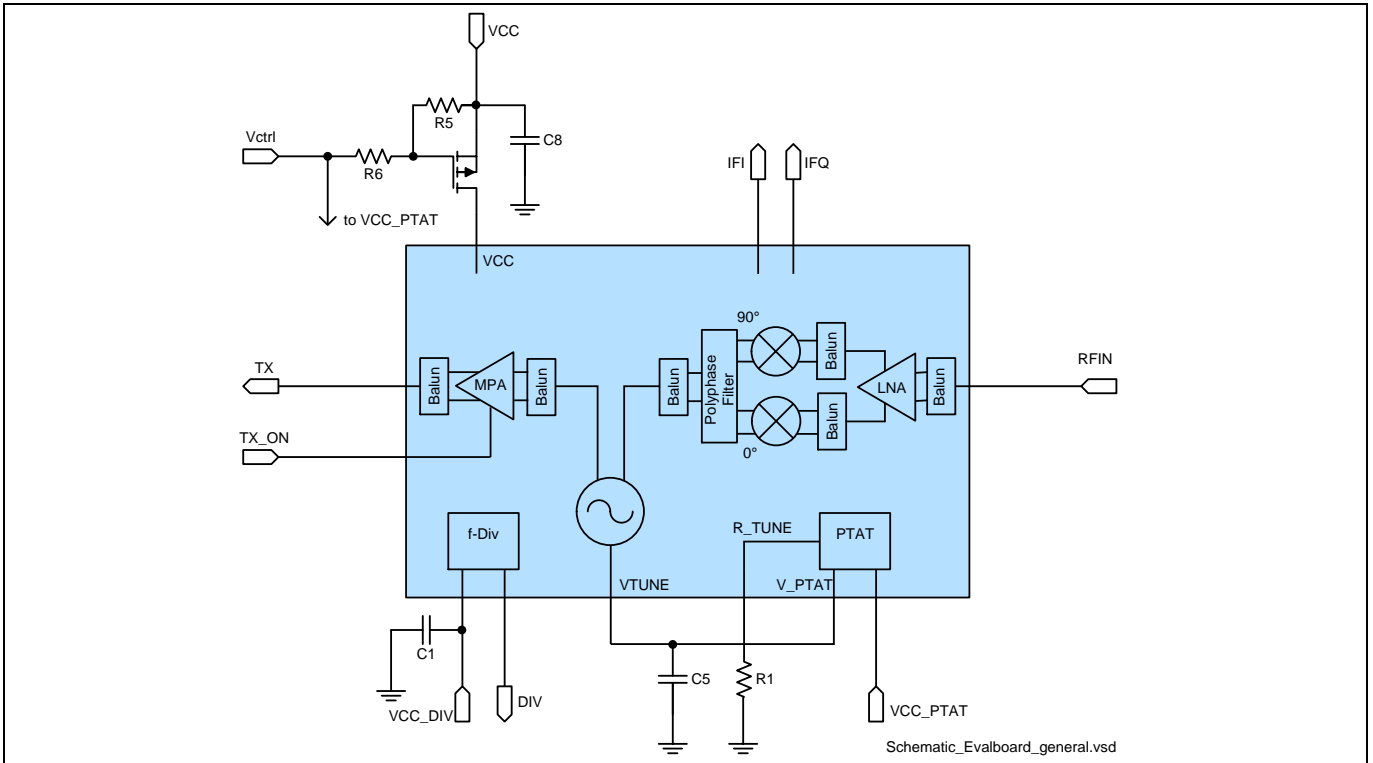 VCC
R5
C8
Vctrl
R6
to VCC_PTAT
IFI
IFQ
VCC
90°
Balun
Polyphase
Filter
Balun
TX
Balun
MPA
Balun
LNA
Balun
RFIN
Balun
0°
TX_ON
f-Div
R_TUNE
PTAT
VTUNE
V_PTAT
C1
C5
R1
VCC_DIV
DIV
VCC_PTAT
Schematic_Evalboard_general.vsd